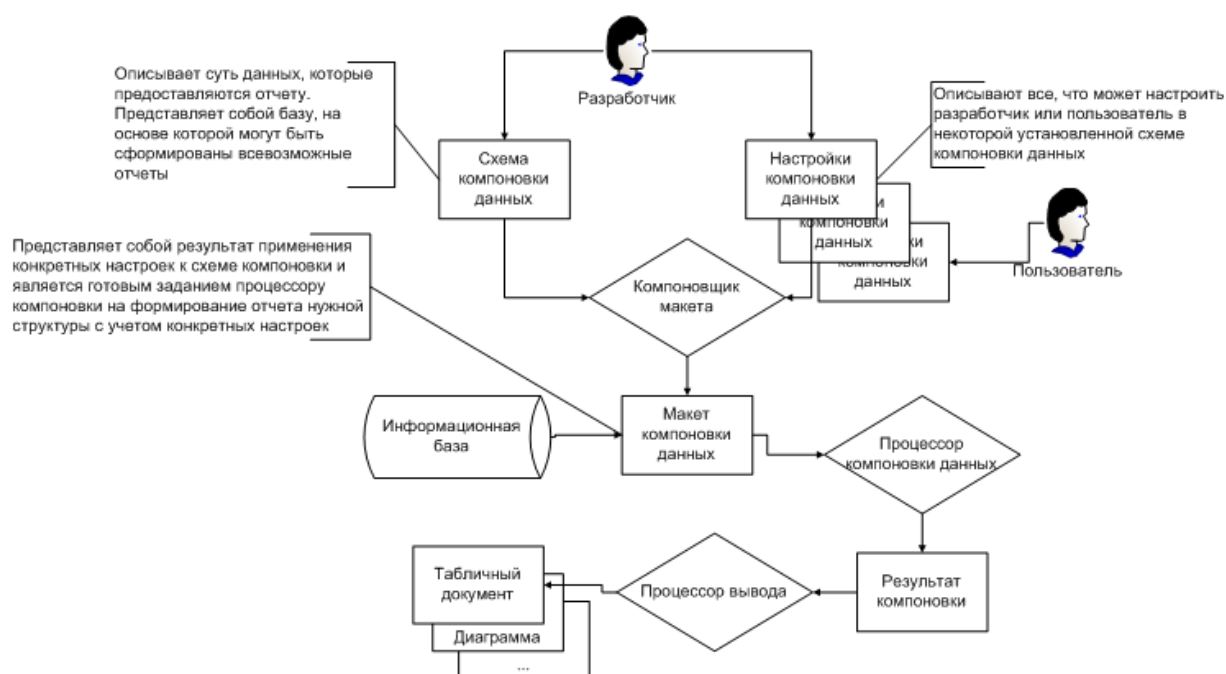 Разработчик
Описывает суть данных, которые
предоставляются отчету.
Представляет собой базу, на
основе которой могут быть
сформированы всевозможные
отчеты
Описывают все, что может настроить
разработчик или пользователь в
некоторой установленной схеме
компоновки данных
Схема
компоновки
данных
Настройки
компоновки
данных
компоновки
данных
данных
Пользователь
Представляет собой результат применения
конкретных настроек к схеме компоновки и
является готовым заданием процессору
компоновки на формирование отчета нужной
структуры с учетом конкретных настроек
Компоновщик
макета
Информационная
база
Макет
компоновки
данных
Процессор
компоновки данных
Табличный
документ
Диаграмма
...
Процессор вывода
Результат
компоновки